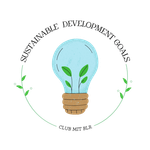 SUSTAINABLE DEVELOPMENT GOALS
CLUB MIT BLR